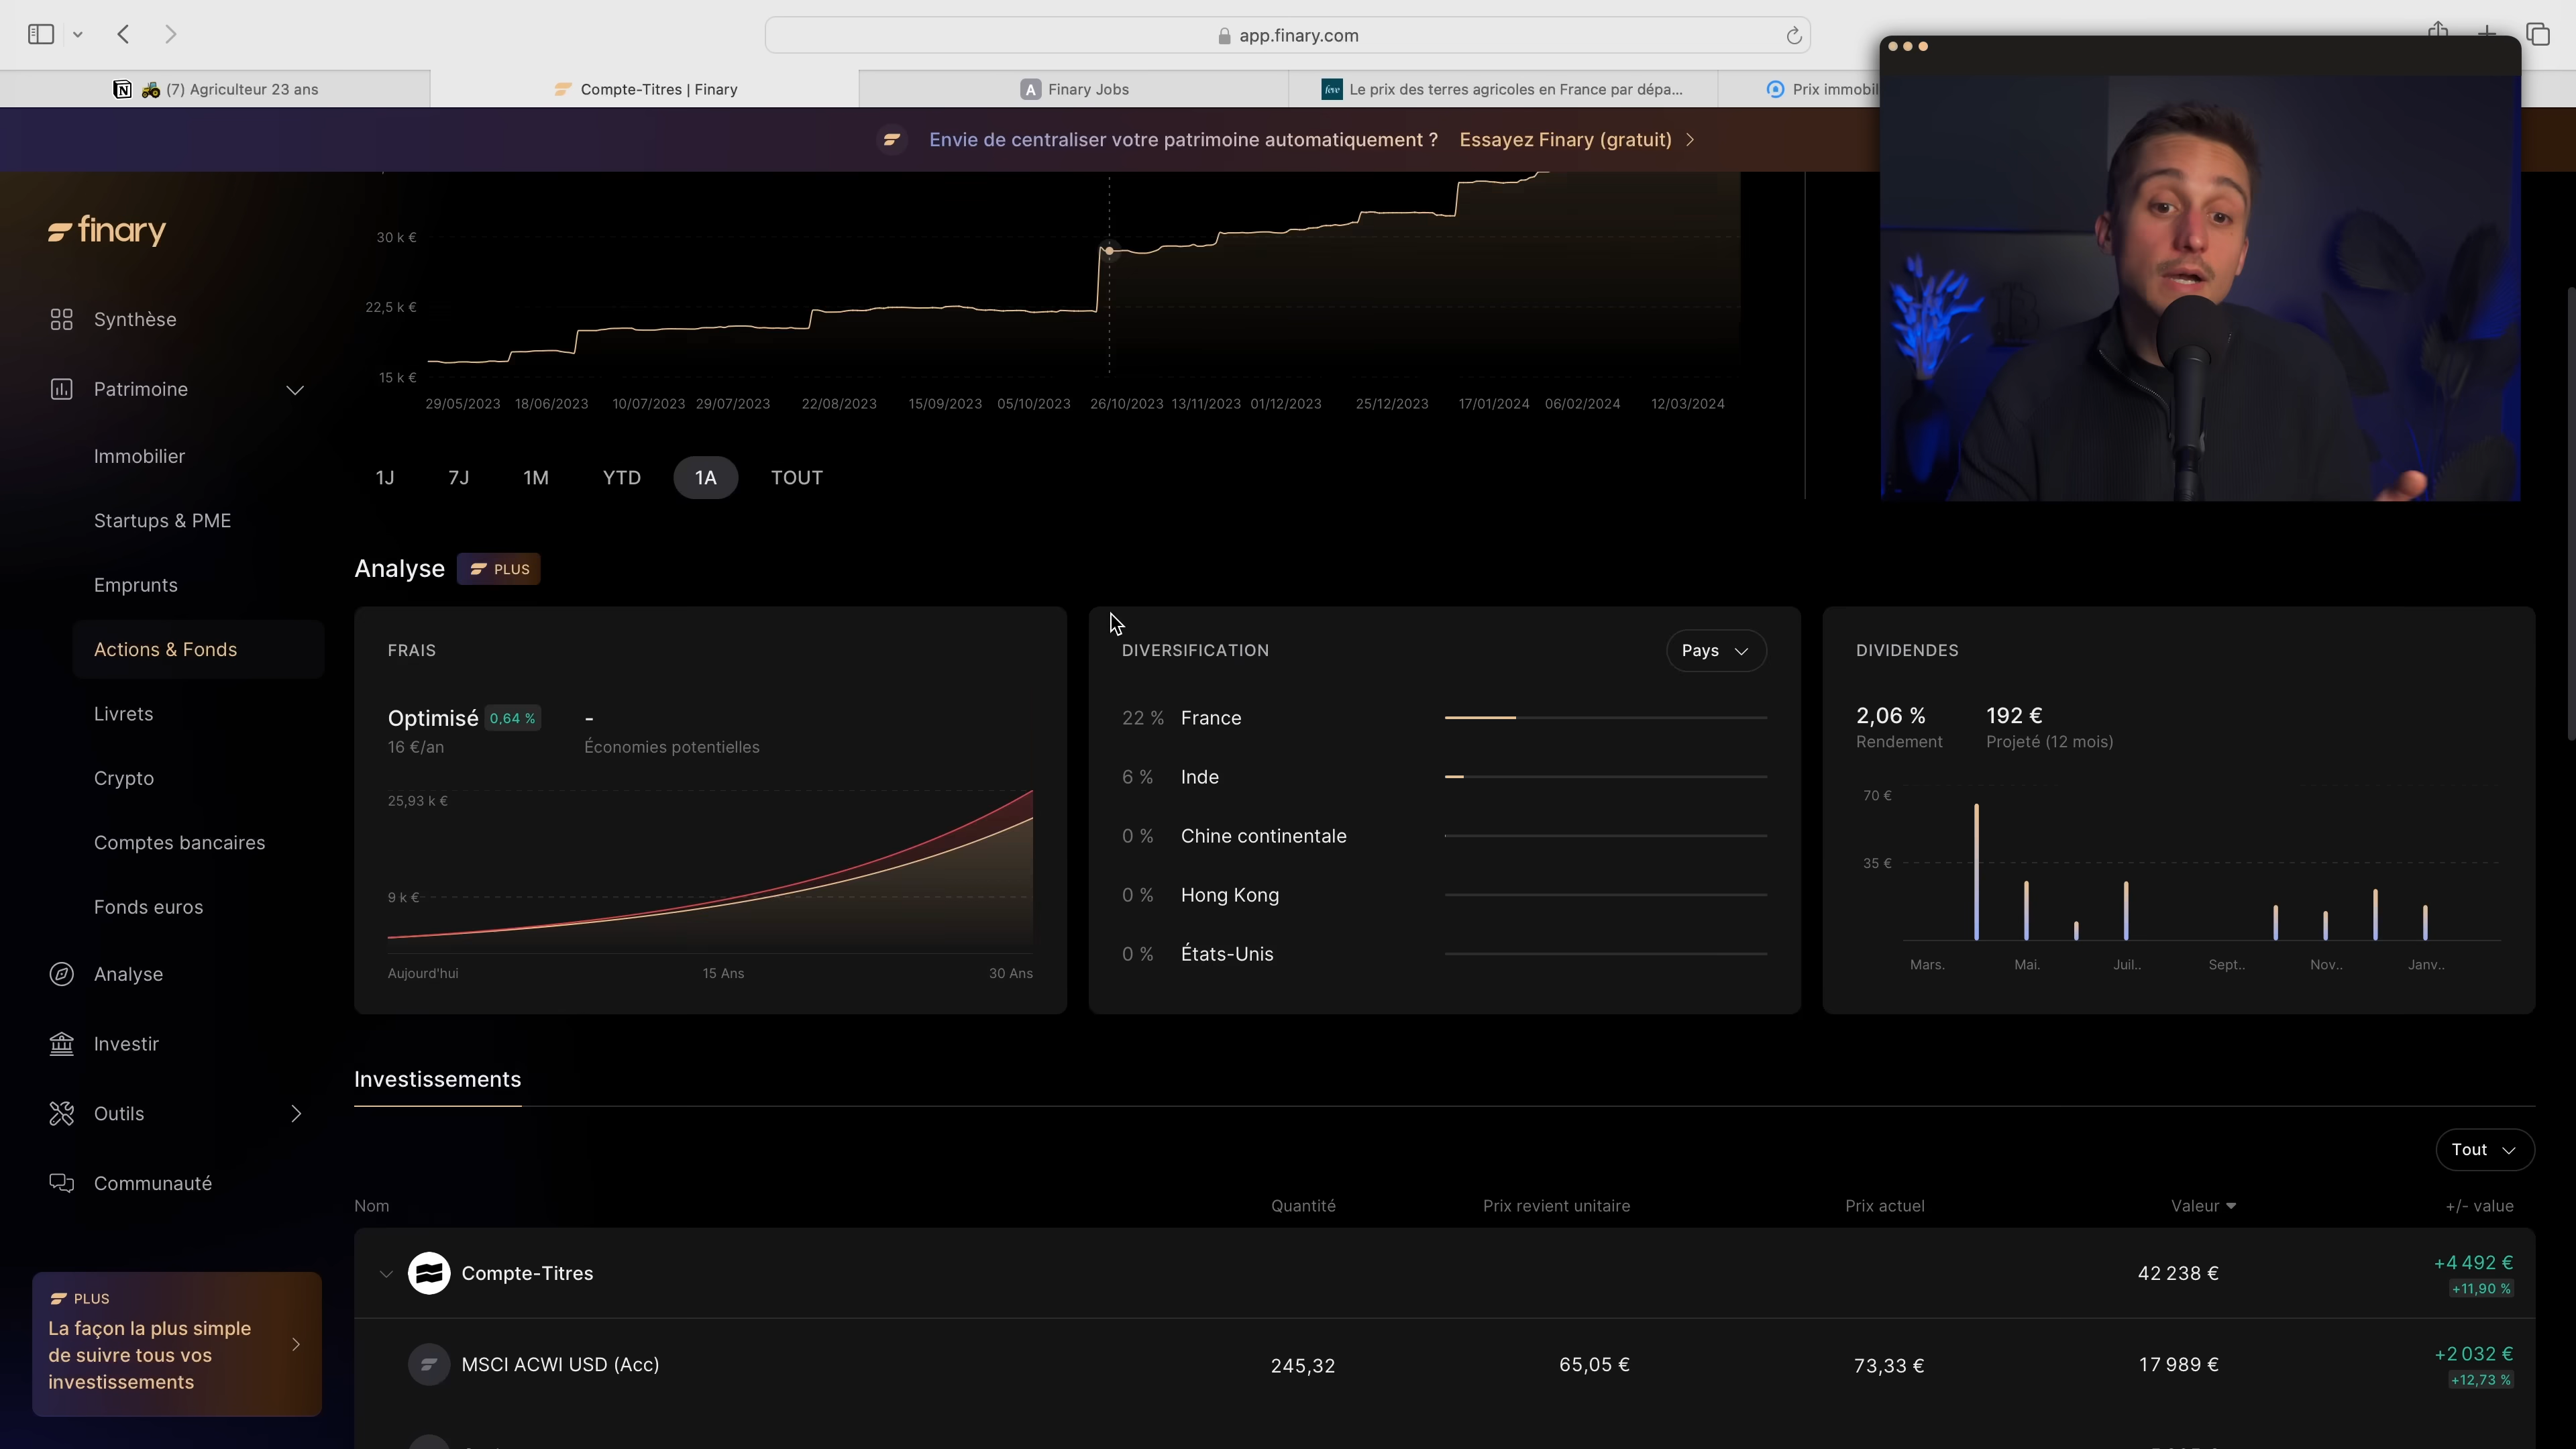 app.finary.com
(7) Agriculteur 23 ans
Compte-Titres | Finary
A Finary Jobs
feve Le prix des terres agricoles en France par dépa...
Prix immobil
Envie de centraliser votre patrimoine automatiquement ? Essayez Finary (gratuit)
finary
Synthèse
Patrimoine
Immobilier
Startups & PME
Emprunts
Actions & Fonds
Livrets
Crypto
Comptes bancaires
Fonds euros
Analyse
Investir
Outils
Communauté
PLUS
La façon la plus simple
de suivre tous vos
investissements
30 k €
22,5 k €
15 k €
29/05/2023 18/06/2023 10/07/2023 29/07/2023 22/08/2023 15/09/2023 05/10/2023 26/10/2023 13/11/2023 01/12/2023 25/12/2023 17/01/2024 06/02/2024 12/03/2024
1J 7J 1M YTD 1A TOUT
Analyse PLUS
FRAIS
Optimisé 0,64 % -
16 €/an Économies potentielles
25,93 k €
9 k €
Aujourd'hui 15 Ans 30 Ans
DIVERSIFICATION Pays
22 % France
6 % Inde
0 % Chine continentale
0 % Hong Kong
0 % États-Unis
DIVIDENDES
2,06 % 192 €
Rendement Projeté (12 mois)
70 €
35 €
Mars. Mai. Juil.. Sept.. Nov.. Janv..
Investissements
Tout
Nom Quantité Prix revient unitaire Prix actuel Valeur +/- value
Compte-Titres 42 238 € +4 492 €
+11,90 %
MSCI ACWI USD (Acc) 245,32 65,05 € 73,33 € 17 989 € +2 032 €
+12,73 %